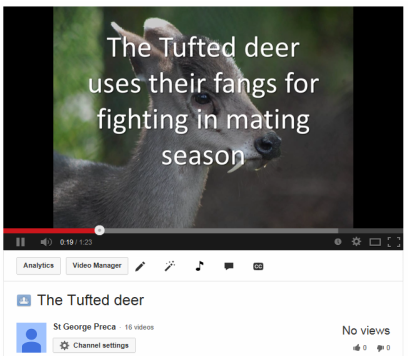 The Tufted deer
uses their fangs for
fighting in mating
season
0:19 / 1:23
Analytics
Video Manager
CC
The Tufted deer
St George Preca · 16 videos
Channel settings
No views
0 0